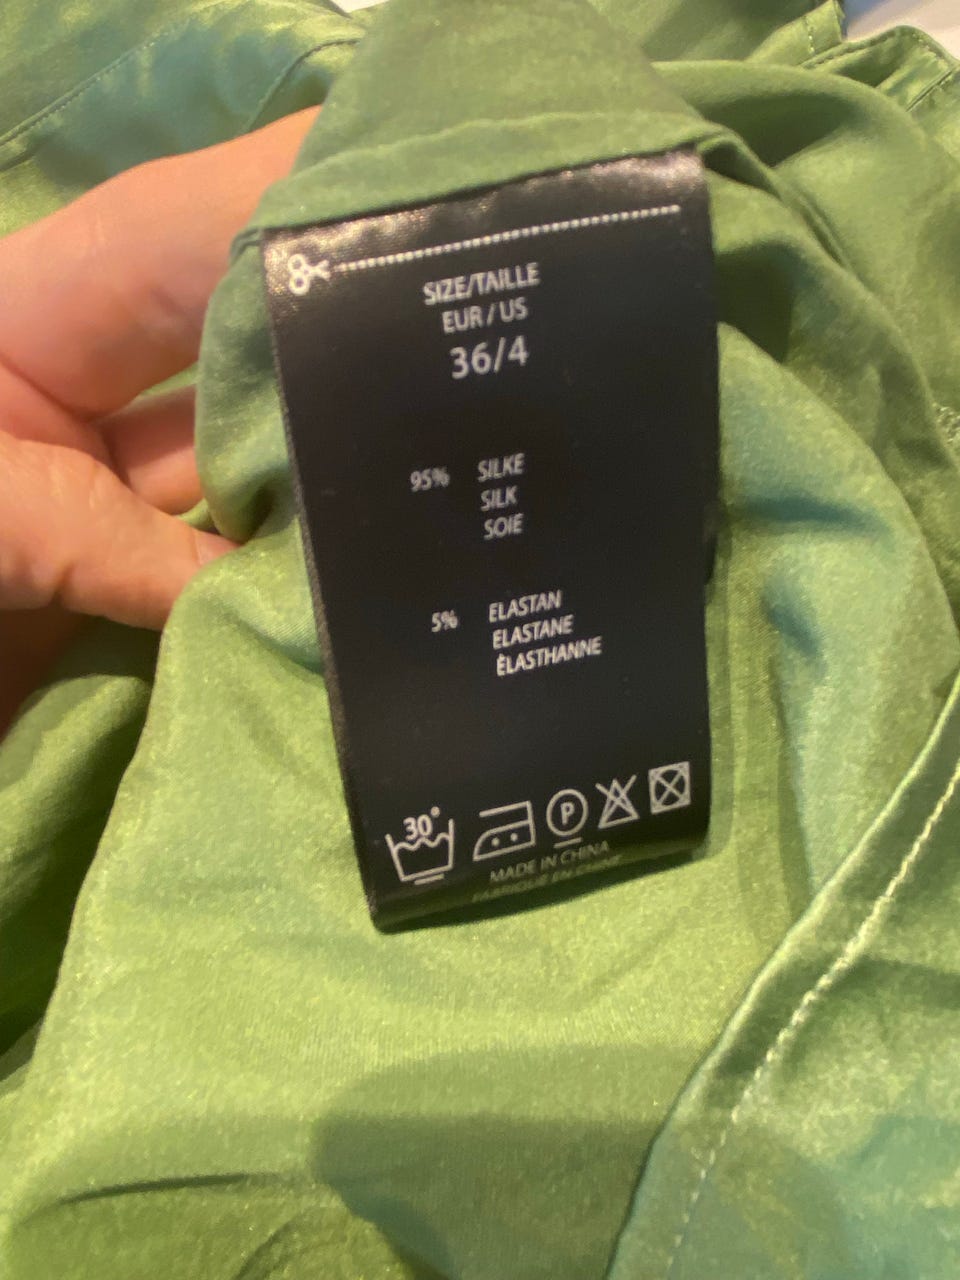 SIZE/TAILLE
EUR / US
36/4
95% SILKE
SILK
SOIE
5% ELASTAN
ELASTANE
ÉLASTHANNE
30°
P
MADE IN CHINA
FABRIQUÉ EN CHINE